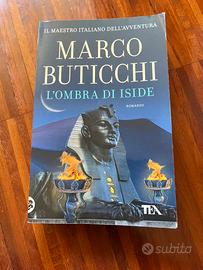 IL MAESTRO ITALIANO DELL'AVVENTURA
MARCO
BUTICCHI
L'OMBRA DI ISIDE
ROMANZO
TEA
subito